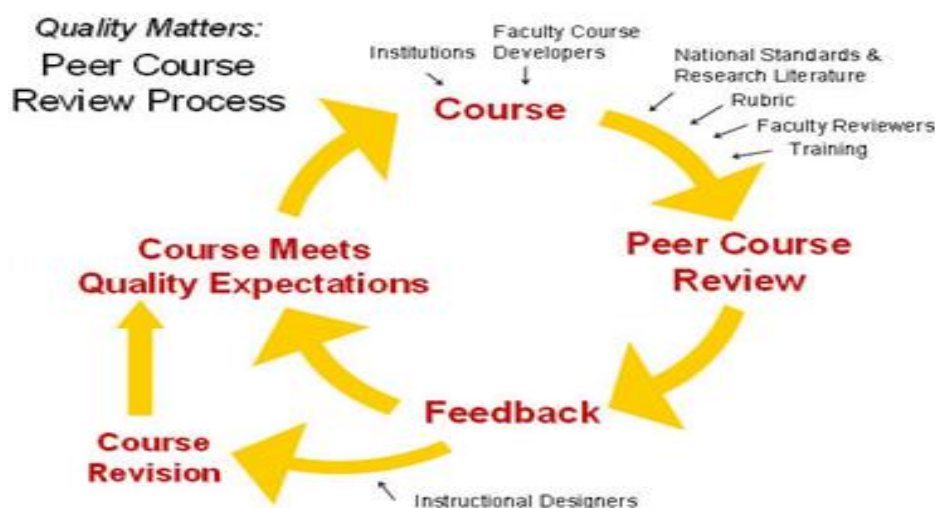 Quality Matters:
Peer Course
Review Process
Institutions
Faculty Course
Developers
Course
National Standards &
Research Literature
Rubric
Faculty Reviewers
Training
Peer Course
Review
Feedback
Instructional Designers
Course
Revision
Course Meets
Quality Expectations